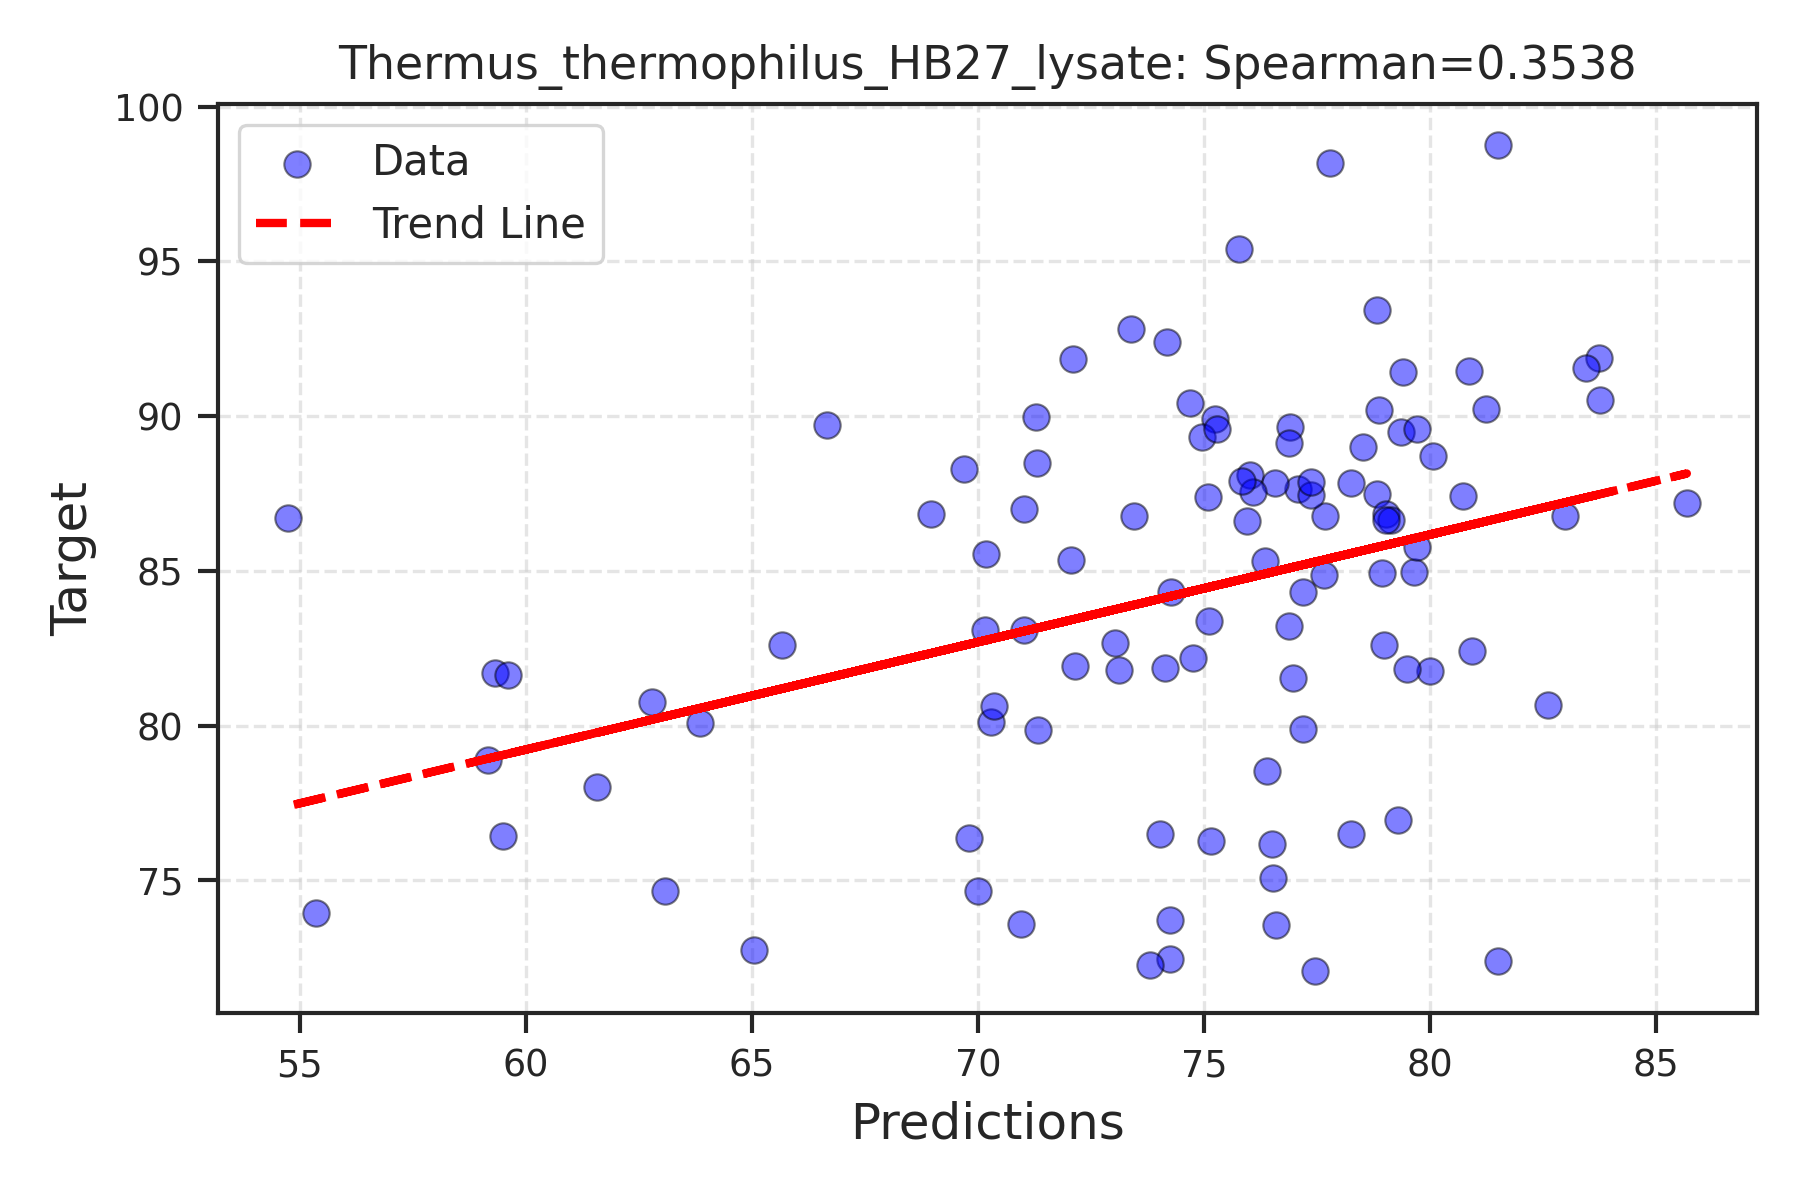 Thermus_thermophilus_HB27_lysate: Spearman=0.3538
Data
Trend Line
100
95
90
85
80
75
Target
55 60 65 70 75 80 85
Predictions